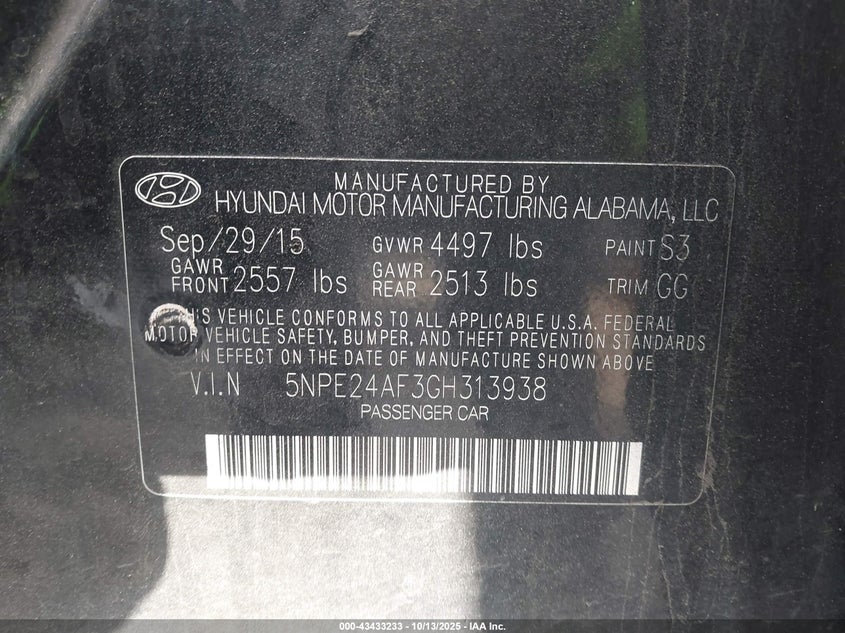 MANUFACTURED BY
HYUNDAI MOTOR MANUFACTURING ALABAMA, LLC
Sep/29/15 GVWR 4497 lbs PAINT S3
GAWR FRONT 2557 lbs GAWR REAR 2513 lbs TRIM GG
THIS VEHICLE CONFORMS TO ALL APPLICABLE U.S.A. FEDERAL
MOTOR VEHICLE SAFETY, BUMPER, AND THEFT PREVENTION STANDARDS
IN EFFECT ON THE DATE OF MANUFACTURE SHOWN ABOVE
V.I.N 5NPE24AF3GH313938
PASSENGER CAR
000-43433233 - 10/13/2025 - IAA Inc.